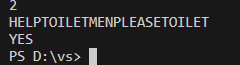 2
HELPTOILETMENPLEASETOILET
YES
PS D:\vs>